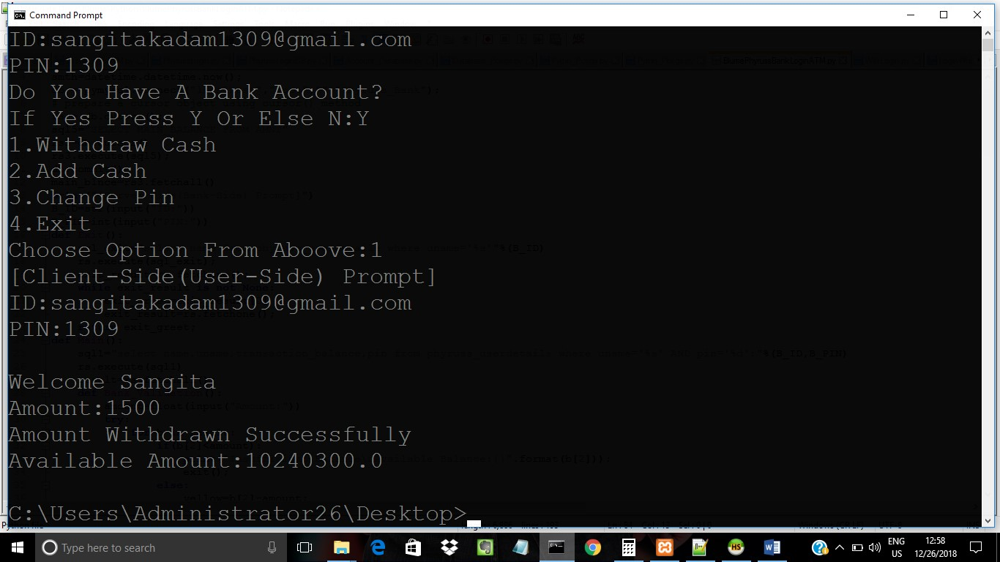 Command Prompt
ID:sangitakadam1309@gmail.com
PIN:1309
Do You Have A Bank Account?
If Yes Press Y Or Else N:Y
1.Withdraw Cash
2.Add Cash
3.Change Pin
4.Exit
Choose Option From Aboove:1
[Client-Side(User-Side) Prompt]
ID:sangitakadam1309@gmail.com
PIN:1309
Welcome Sangita
Amount:1500
Amount Withdrawn Successfully
Available Amount:10240300.0
C:\Users\Administrator26\Desktop>
Type here to search
ENG
US
12:58
12/26/2018